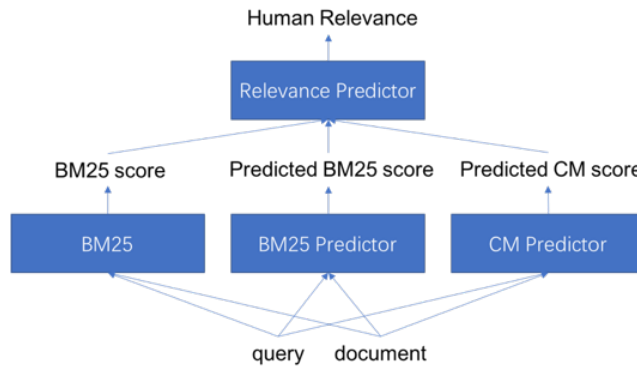 Human Relevance
Relevance Predictor
BM25 score Predicted BM25 score Predicted CM score
BM25 BM25 Predictor CM Predictor
query document